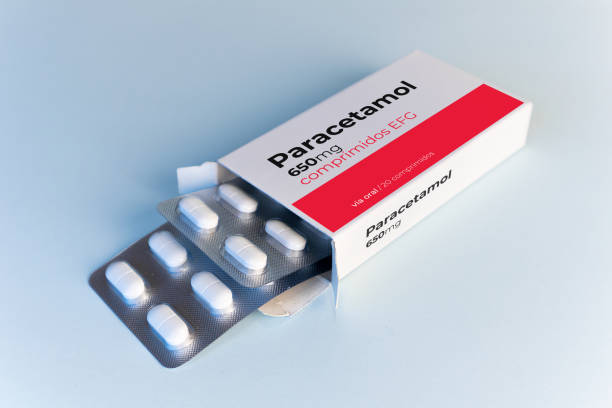 Paracetamol
650mg
comprimidos EFG
vía oral / 20 comprimidos
Paracetamol
650mg